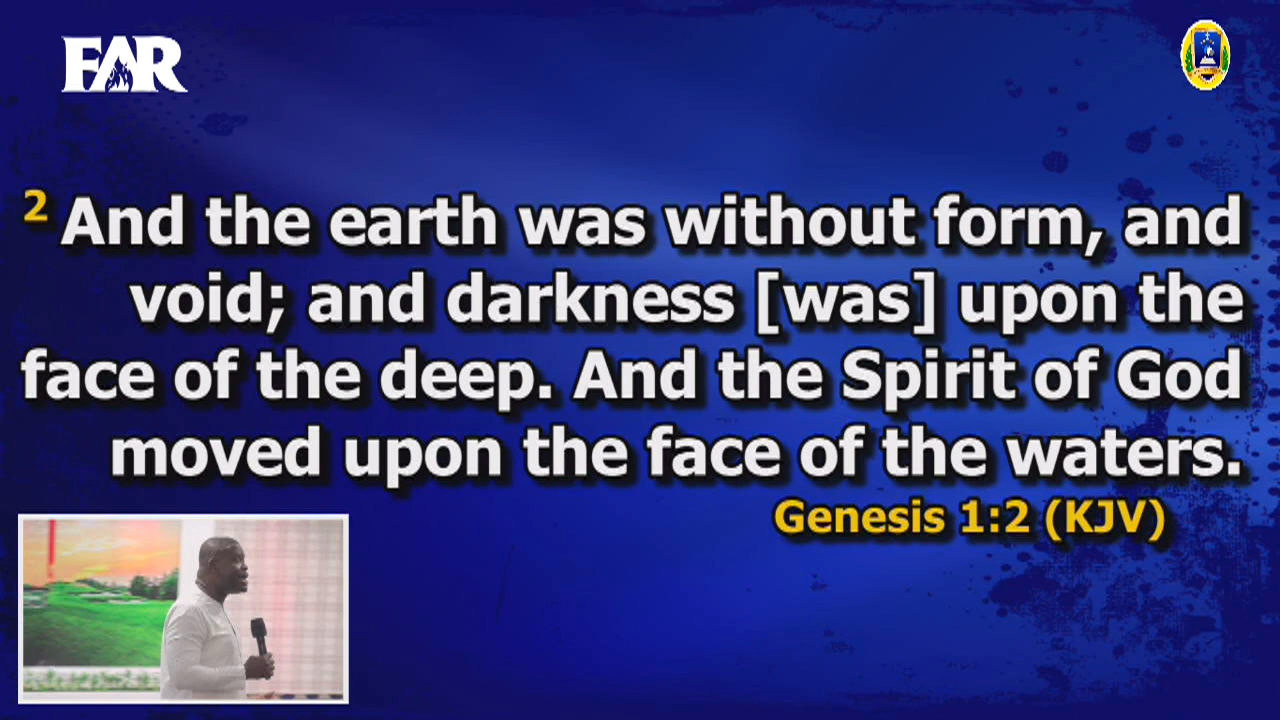 FAR
2 And the earth was without form, and
void; and darkness [was] upon the
face of the deep. And the Spirit of God
moved upon the face of the waters.
Genesis 1:2 (KJV)